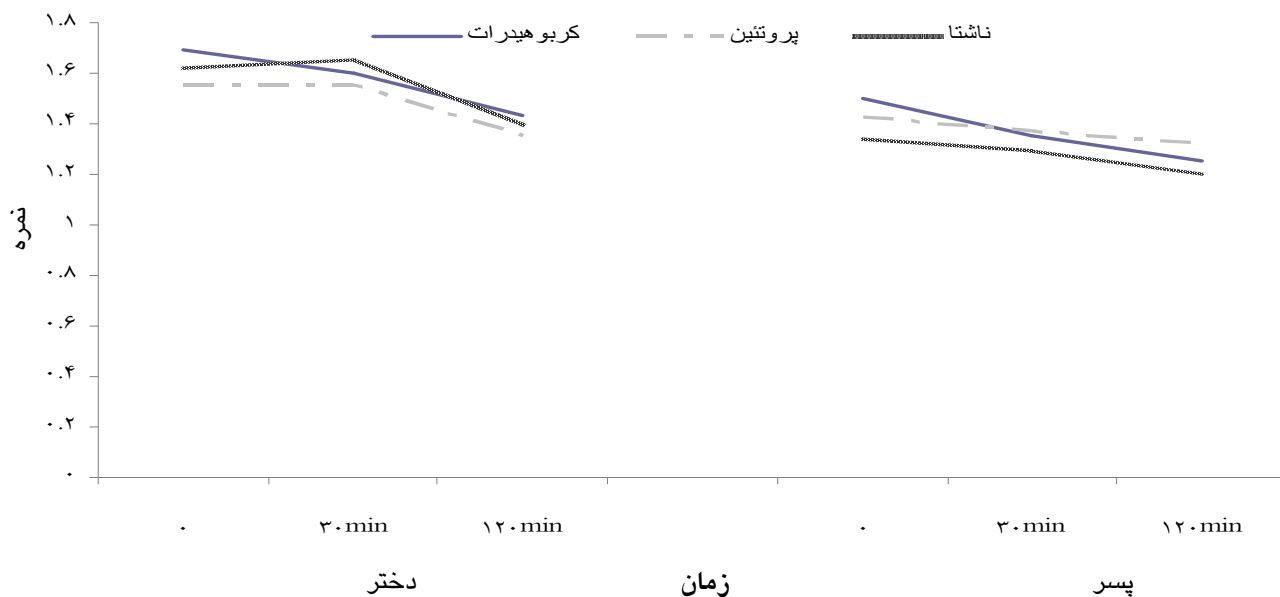 ۱.۸
کربوهیدرات پروتئین ناشتا
۱.۶
۱.۴
۱.۲
۱
۰.۸
۰.۶
۰.۴
۰.۲
۰
نمره
۰ ۳۰min ۱۲۰min ۰ ۳۰min ۱۲۰min
دختر زمان پسر